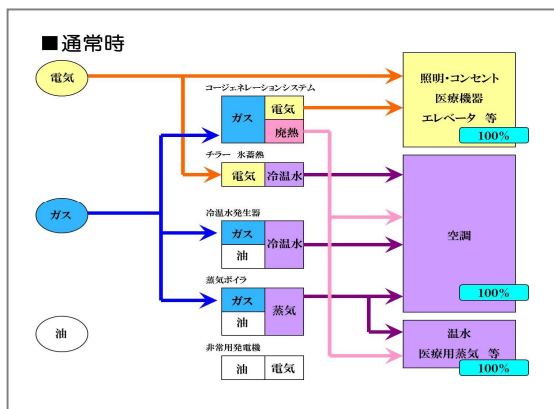 ■通常時
電気
ガス
油
コージェネレーションシステム
ガス
電気
廃熱
チラー 氷蓄熱
電気
冷温水
冷温水発生器
ガス
油
冷温水
蒸気ボイラ
ガス
油
蒸気
非常用発電機
油
電気
照明・コンセント
医療機器
エレベータ 等
100%
空調
100%
温水
医療用蒸気 等
100%